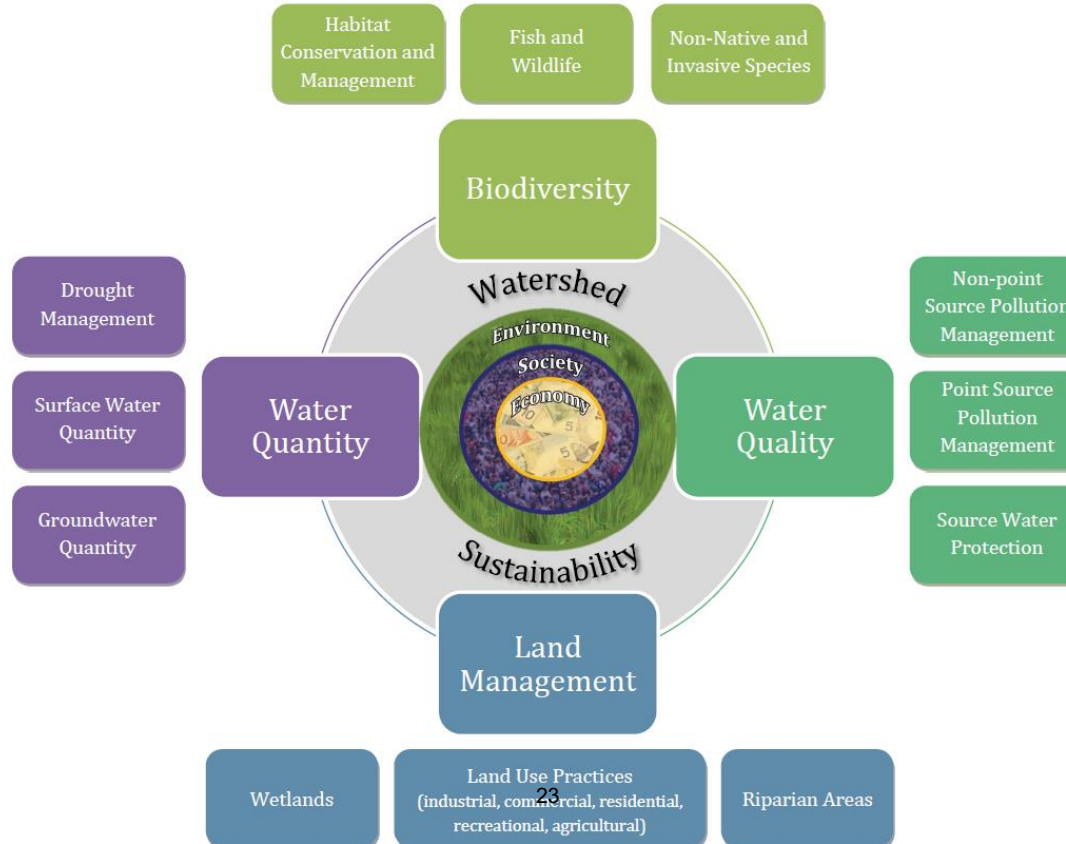 Habitat
Conservation and
Management
Fish and
Wildlife
Non-Native and
Invasive Species
Biodiversity
Drought
Management
Surface Water
Quantity
Groundwater
Quantity
Water
Quantity
Watershed
Environment
Society
Economy
Sustainability
Water
Quality
Non-point
Source Pollution
Management
Point Source
Pollution
Management
Source Water
Protection
Land
Management
Wetlands
Land Use Practices
(industrial, commercial, residential,
recreational, agricultural)
23
Riparian Areas